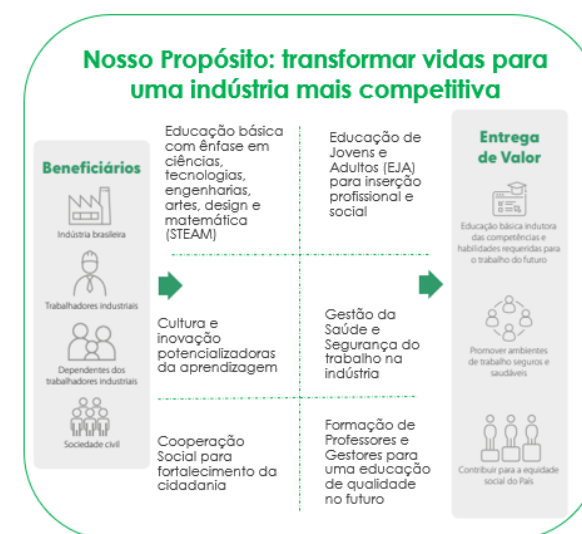 Nosso Propósito: transformar vidas para
uma indústria mais competitiva
Beneficiários
Indústria brasileira
Trabalhadores industriais
Dependentes dos
trabalhadores industriais
Sociedade civil
Educação básica
com ênfase em
ciências,
tecnologias,
engenharias,
artes, design e
matemática
(STEAM)
Educação de
Jovens e
Adultos (EJA)
para inserção
profissional e
social
Cultura e
inovação
potencializadoras
da aprendizagem
Gestão da
Saúde e
Segurança do
trabalho na
indústria
Cooperação
Social para
fortalecimento da
cidadania
Formação de
Professores e
Gestores para
uma educação
de qualidade
no futuro
Entrega
de Valor
Educação básica indutora
das competências e
habilidades requeridas para
o trabalho do futuro
Promover ambientes
de trabalho seguros e
saudáveis
Contribuir para a equidade
social do País